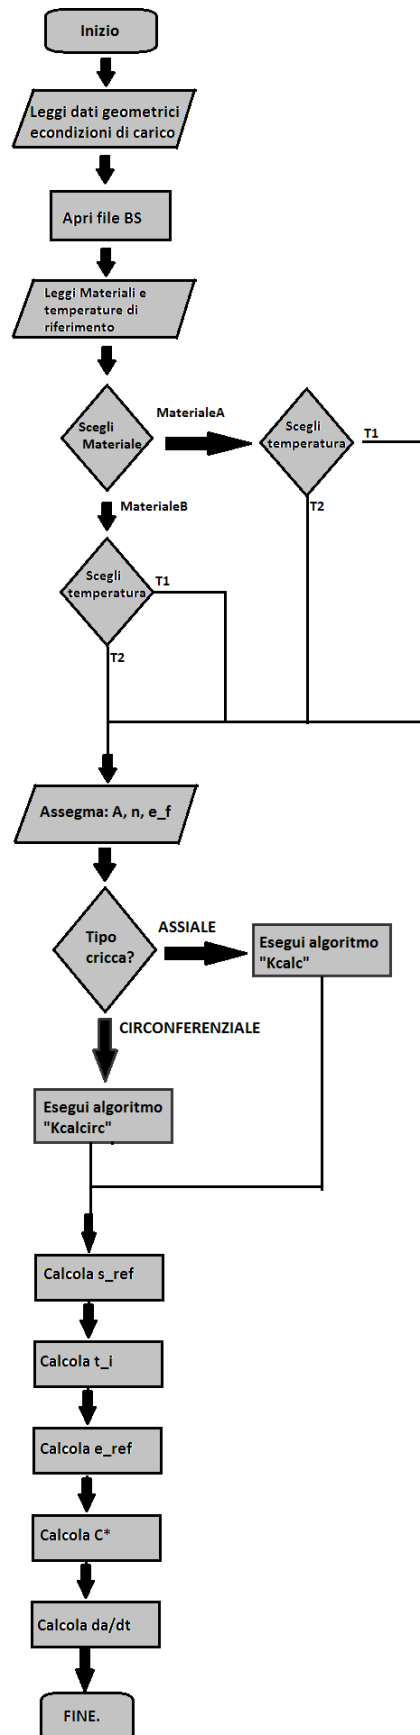 Inizio
Leggi dati geometrici
econdizioni di carico
Apri file BS
Leggi Materiali e
temperature di
riferimento
Scegli
Materiale
MaterialeA
Scegli
temperatura
T1
T2
MaterialeB
Scegli
temperatura
T1
T2
Assegma: A, n, e_f
Tipo
cricca?
ASSIALE
Esegui algoritmo
"Kcalc"
CIRCONFERENZIALE
Esegui algoritmo
"Kcalcirc"
Calcola s_ref
Calcola t_i
Calcola e_ref
Calcola C*
Calcola da/dt
FINE.